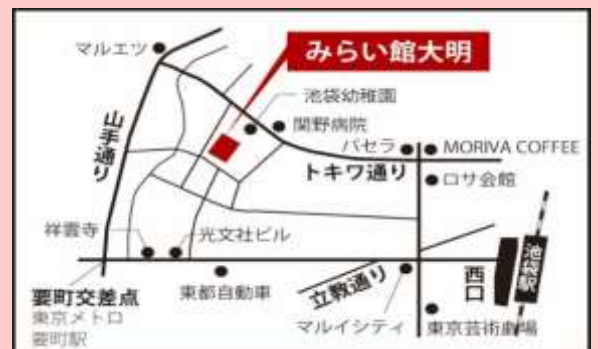 マルエツ
みらい館大明
池袋幼稚園
関野病院
山手通り
パセラ
MORIVA COFFEE
トキワ通り
ロサ会館
祥雲寺
光文社ビル
要町交差点
東京メトロ
要町駅
東都自動車
立教通り
マルイシティ
西口
池袋駅
東京芸術劇場